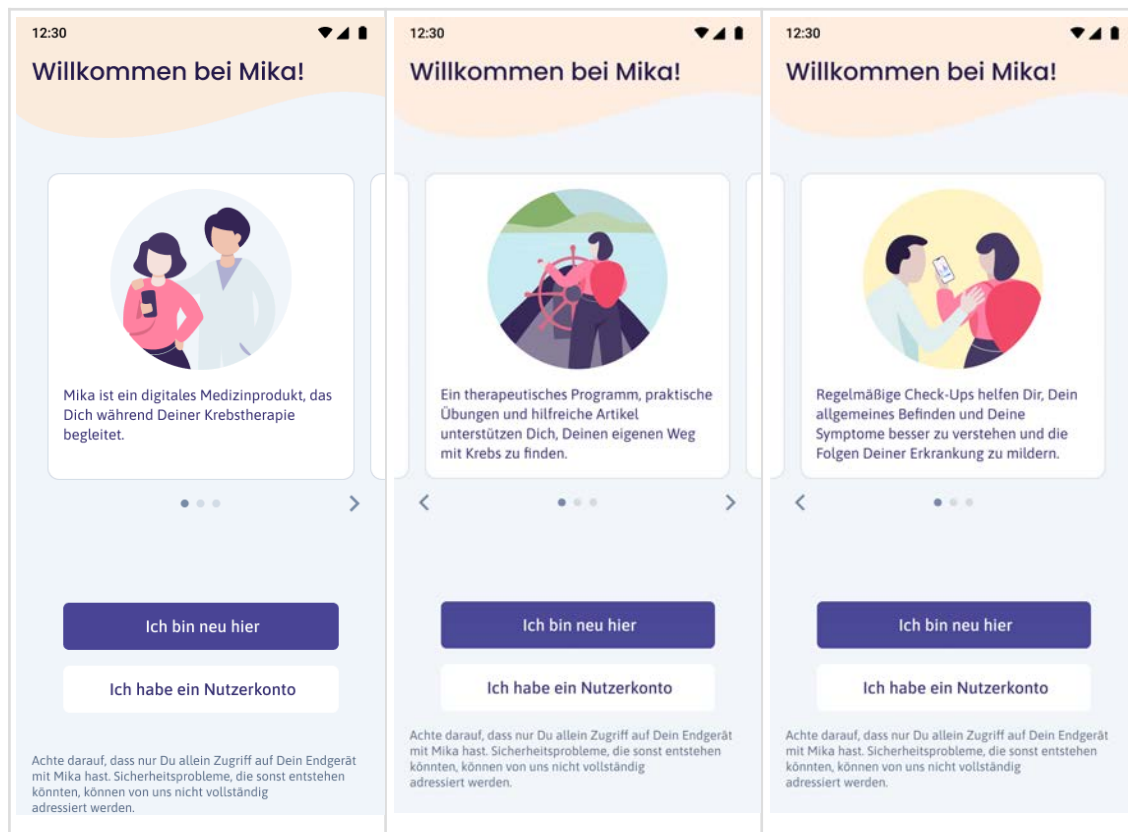 12:30
Willkommen bei Mika!
Mika ist ein digitales Medizinprodukt, das
Dich während Deiner Krebstherapie
begleitet.
Ich bin neu hier
Ich habe ein Nutzerkonto
Achte darauf, dass nur Du allein Zugriff auf Dein Endgerät
mit Mika hast. Sicherheitsprobleme, die sonst entstehen
könnten, können von uns nicht vollständig
adressiert werden.
12:30
Willkommen bei Mika!
Ein therapeutisches Programm, praktische
Übungen und hilfreiche Artikel
unterstützen Dich, Deinen eigenen Weg
mit Krebs zu finden.
Ich bin neu hier
Ich habe ein Nutzerkonto
Achte darauf, dass nur Du allein Zugriff auf Dein Endgerät
mit Mika hast. Sicherheitsprobleme, die sonst entstehen
könnten, können von uns nicht vollständig
adressiert werden.
12:30
Willkommen bei Mika!
Regelmäßige Check-Ups helfen Dir, Dein
allgemeines Befinden und Deine
Symptome besser zu verstehen und die
Folgen Deiner Erkrankung zu mildern.
Ich bin neu hier
Ich habe ein Nutzerkonto
Achte darauf, dass nur Du allein Zugriff auf Dein Endgerät
mit Mika hast. Sicherheitsprobleme, die sonst entstehen
könnten, können von uns nicht vollständig
adressiert werden.